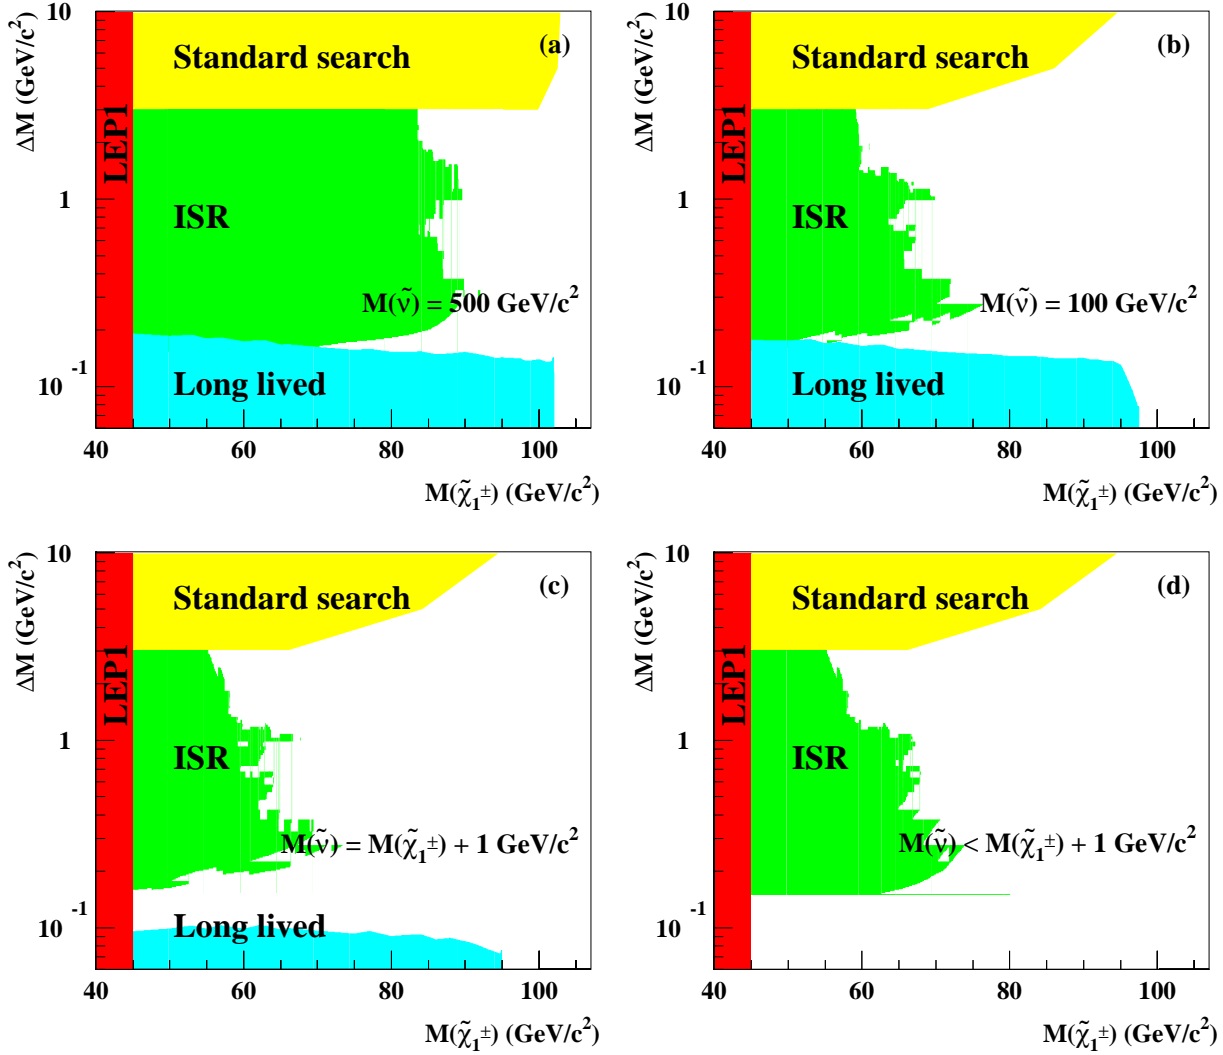 ΔM (GeV/c²)
10
1
10⁻¹
LEP1
Standard search
(a)
ISR
M(ν̃) = 500 GeV/c²
Long lived
40 60 80 100
M(χ̃₁±) (GeV/c²)
ΔM (GeV/c²)
10
1
10⁻¹
LEP1
Standard search
(b)
ISR
M(ν̃) = 100 GeV/c²
Long lived
40 60 80 100
M(χ̃₁±) (GeV/c²)
ΔM (GeV/c²)
10
1
10⁻¹
LEP1
Standard search
(c)
ISR
M(ν̃) = M(χ̃₁±) + 1 GeV/c²
Long lived
40 60 80 100
M(χ̃₁±) (GeV/c²)
ΔM (GeV/c²)
10
1
10⁻¹
LEP1
Standard search
(d)
ISR
M(ν̃) < M(χ̃₁±) + 1 GeV/c²
40 60 80 100
M(χ̃₁±) (GeV/c²)